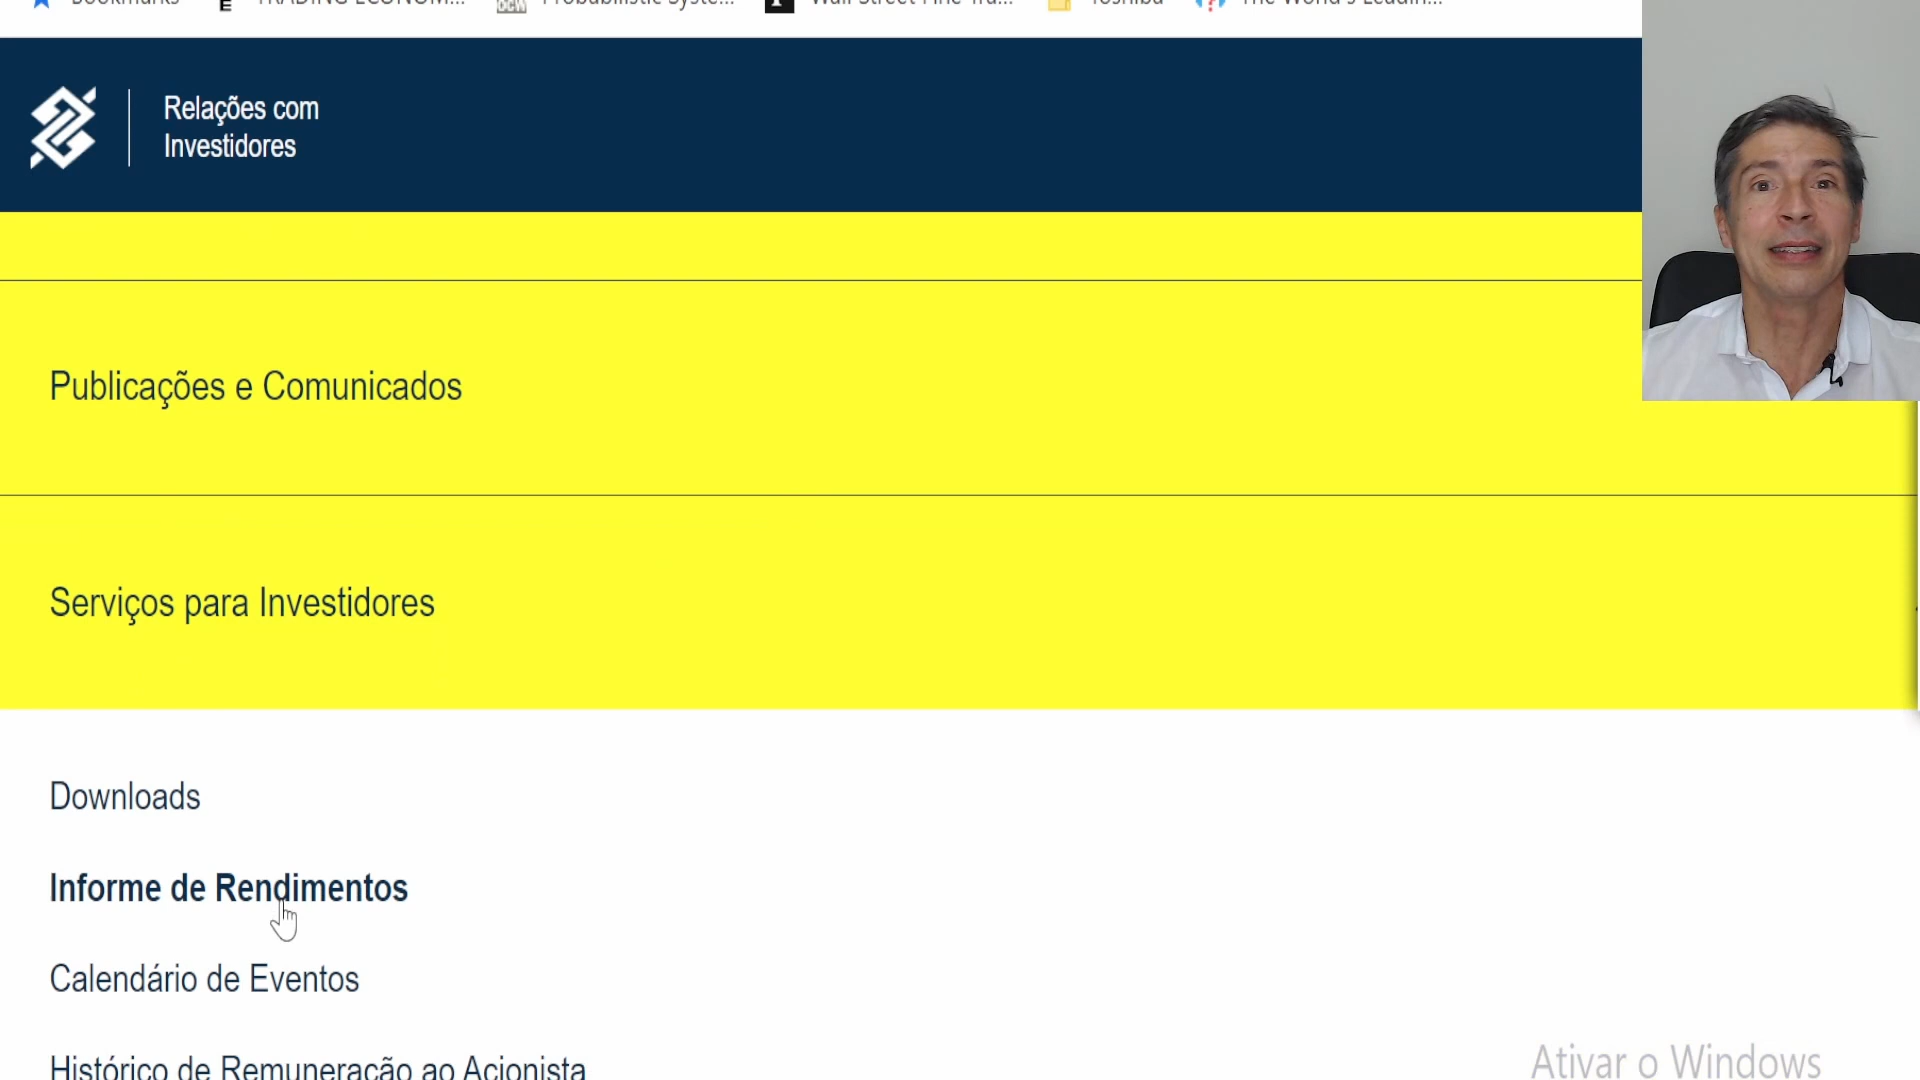 Relações com
Investidores
Publicações e Comunicados
Serviços para Investidores
Downloads
Informe de Rendimentos
Calendário de Eventos
Histórico de Remuneração ao Acionista
Ativar o Windows